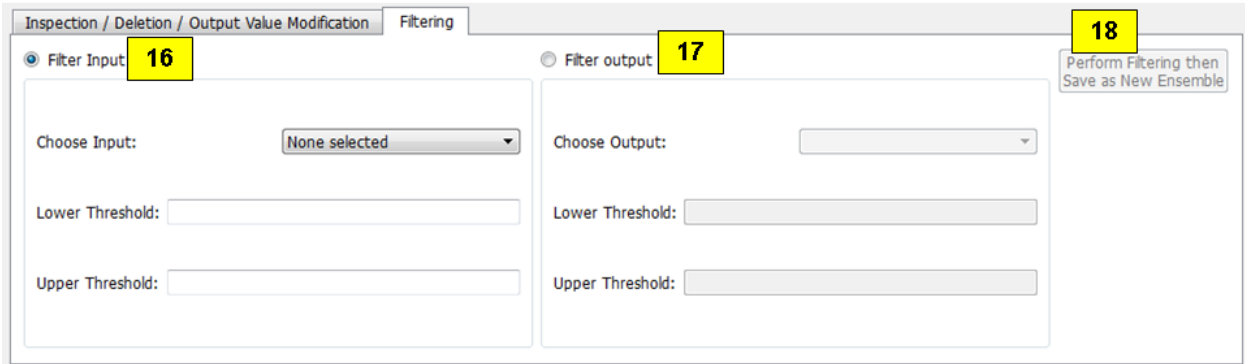 Inspection / Deletion / Output Value Modification
Filtering
Filter Input
16
Filter output
17
18
Perform Filtering then
Save as New Ensemble
Choose Input:
None selected
Choose Output:
Lower Threshold:
Lower Threshold:
Upper Threshold:
Upper Threshold: